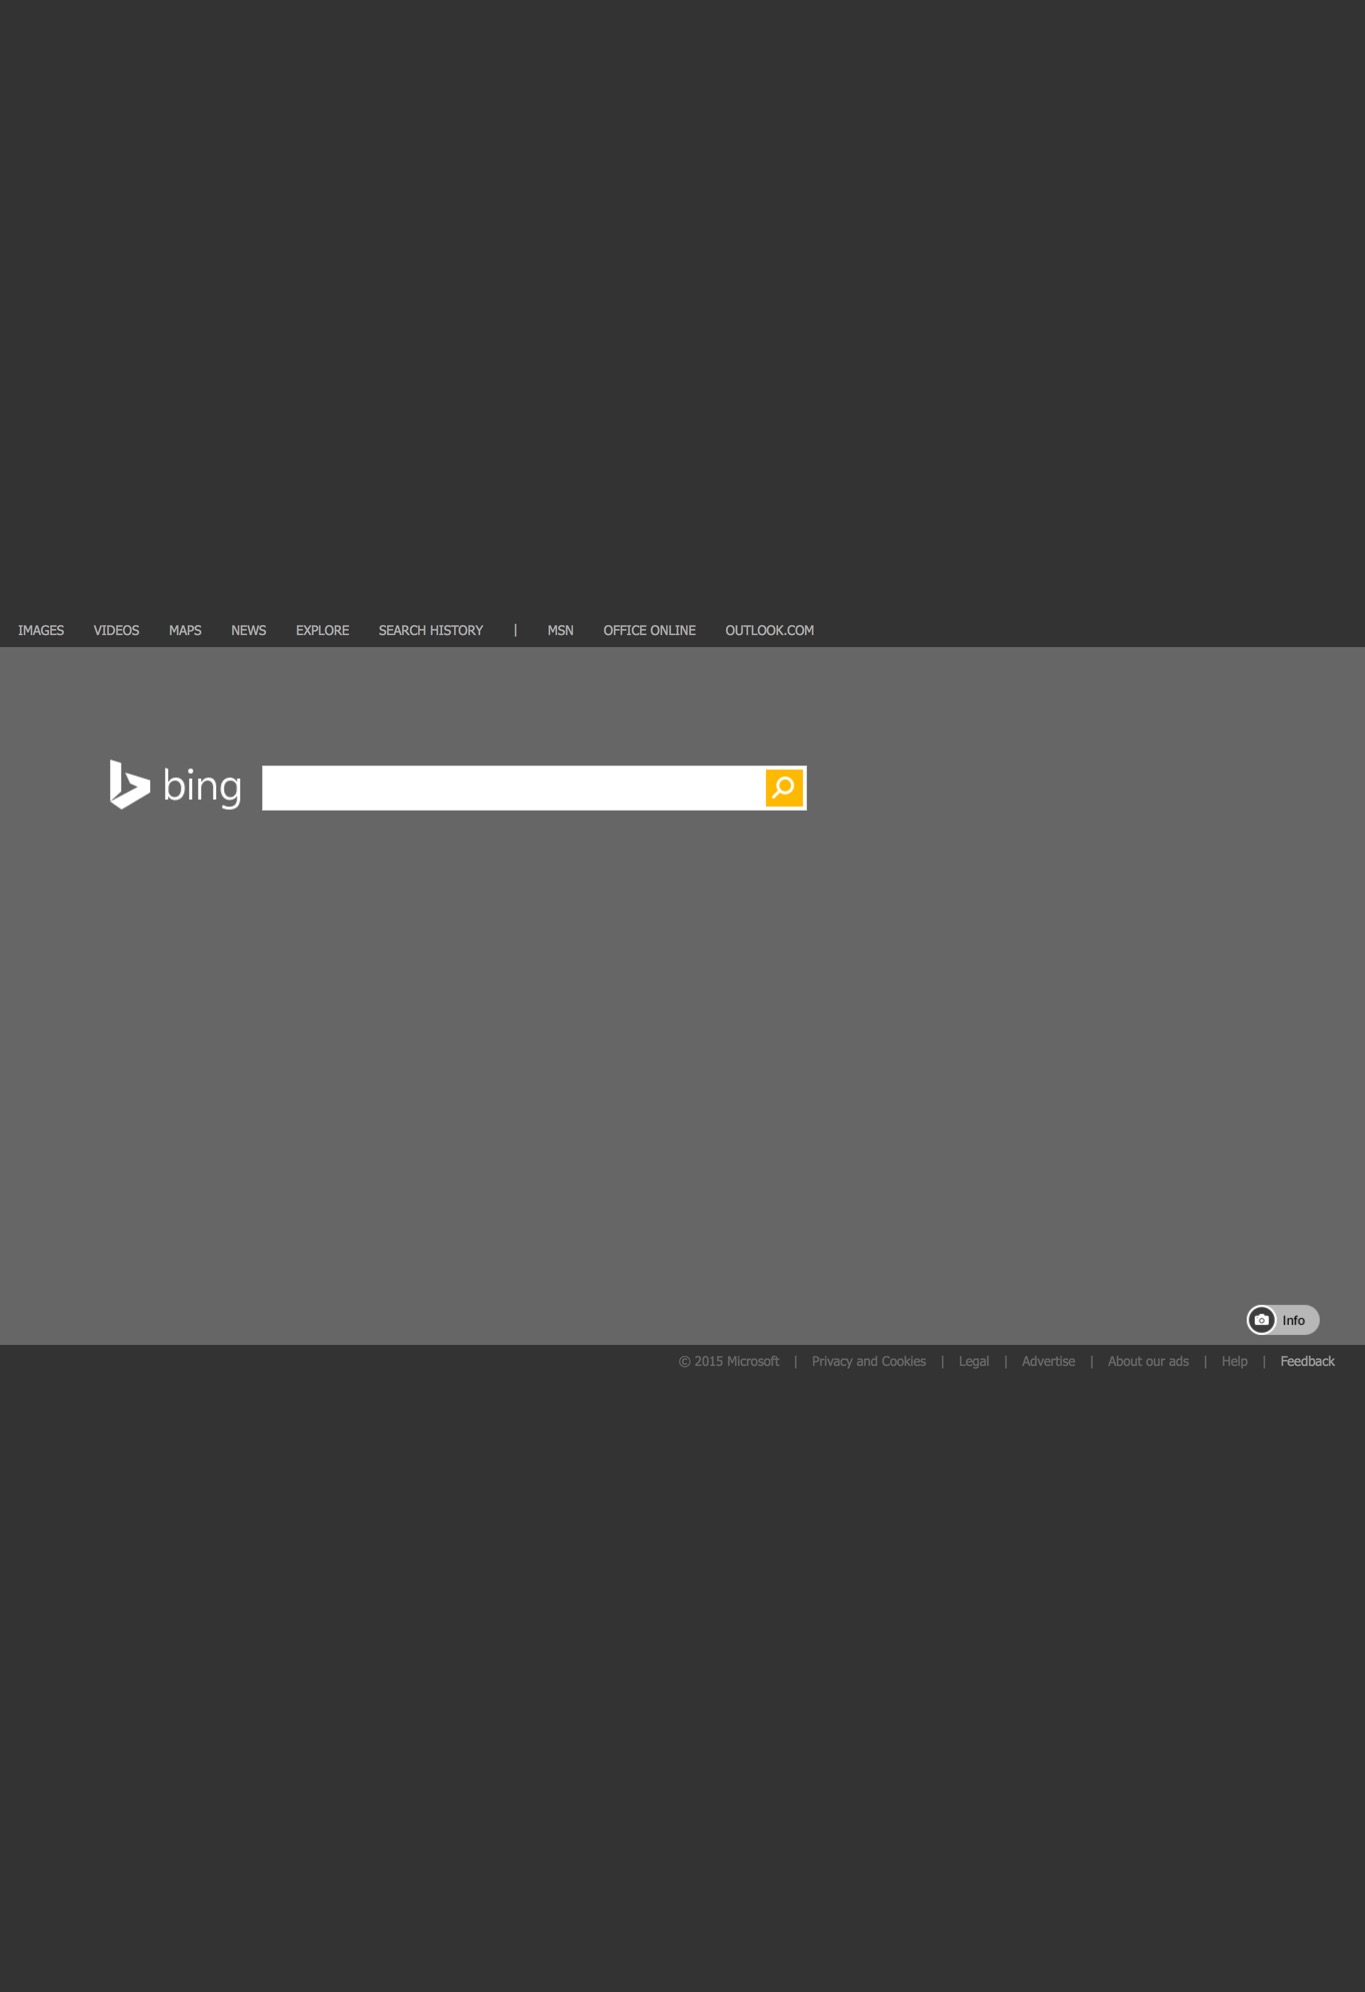 IMAGES VIDEOS MAPS NEWS EXPLORE SEARCH HISTORY | MSN OFFICE ONLINE OUTLOOK.COM
bing
Info
© 2015 Microsoft | Privacy and Cookies | Legal | Advertise | About our ads | Help | Feedback